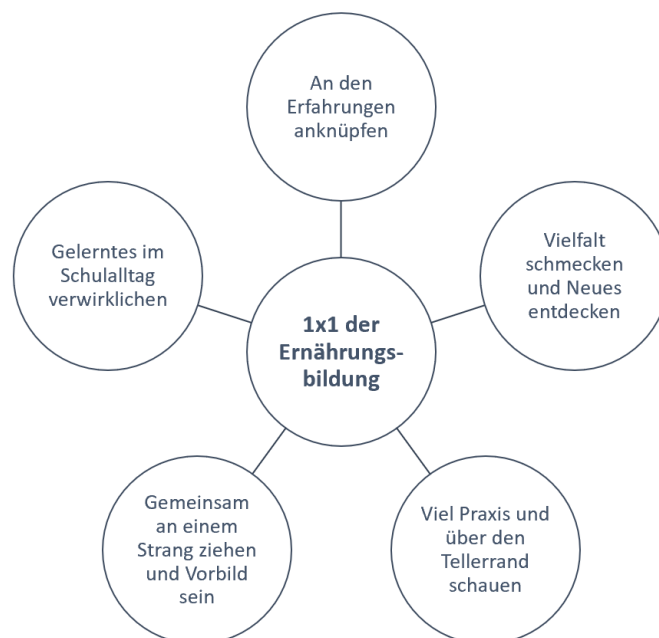 An den
Erfahrungen
anknüpfen
Vielfalt
schmecken
und Neues
entdecken
Viel Praxis und
über den
Tellerrand
schauen
Gemeinsam
an einem
Strang ziehen
und Vorbild
sein
Gelerntes im
Schulalltag
verwirklichen
1x1 der
Ernährungs-
bildung